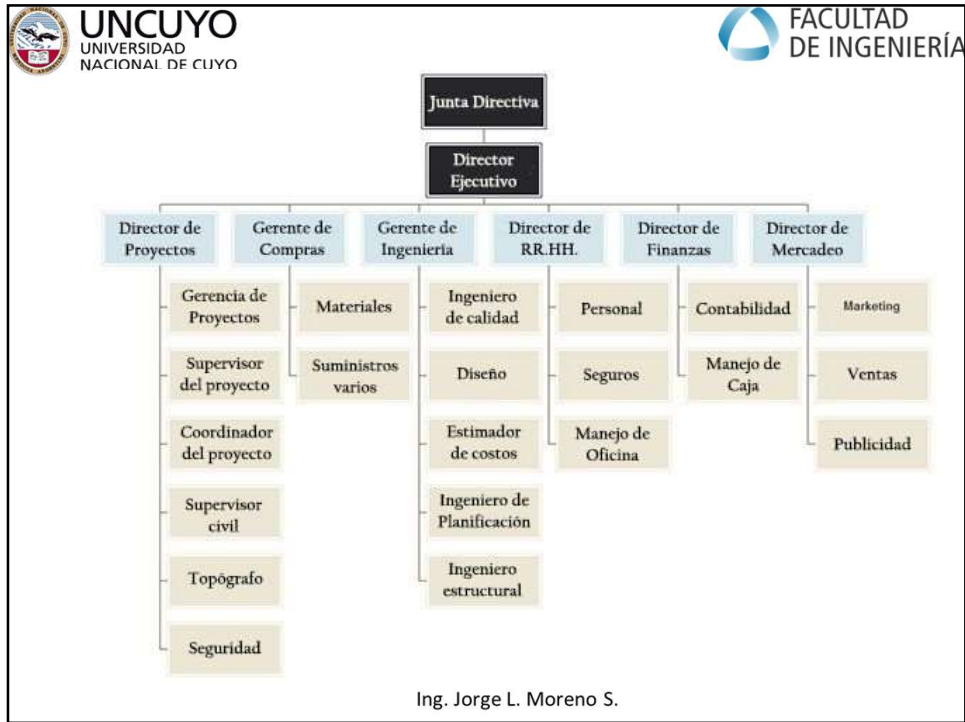 UNCUYO
UNIVERSIDAD
NACIONAL DE CUYO
FACULTAD
DE INGENIERÍA
Junta Directiva
Director
Ejecutivo
Director de
Proyectos
Gerente de
Compras
Gerente de
Ingeniería
Director de
RR.HH.
Director de
Finanzas
Director de
Mercadeo
Gerencia de
Proyectos
Supervisor
del proyecto
Coordinador
del proyecto
Supervisor
civil
Topógrafo
Seguridad
Materiales
Suministros
varios
Ingeniero
de calidad
Diseño
Estimador
de costos
Ingeniero de
Planificación
Ingeniero
estructural
Personal
Seguros
Manejo de
Oficina
Contabilidad
Manejo de
Caja
Marketing
Ventas
Publicidad
Ing. Jorge L. Moreno S.